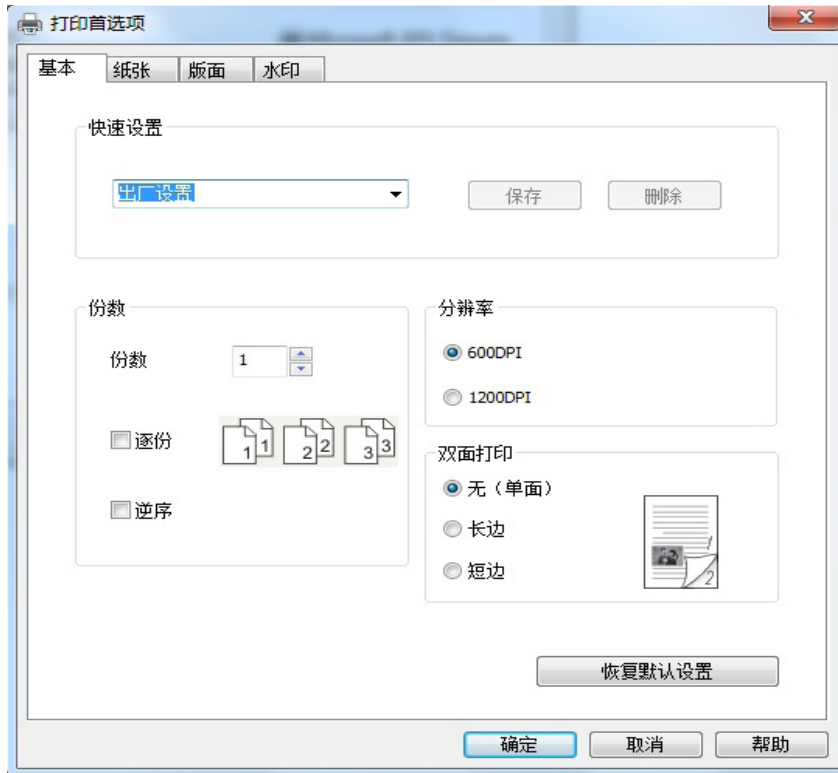 打印首选项
基本 纸张 版面 水印
快速设置
出厂设置 保存 删除
份数
份数 1
逐份 1 1 2 2 3 3
逆序
分辨率
600DPI
1200DPI
双面打印
无（单面）
长边
短边
1
2
恢复默认设置
确定 取消 帮助